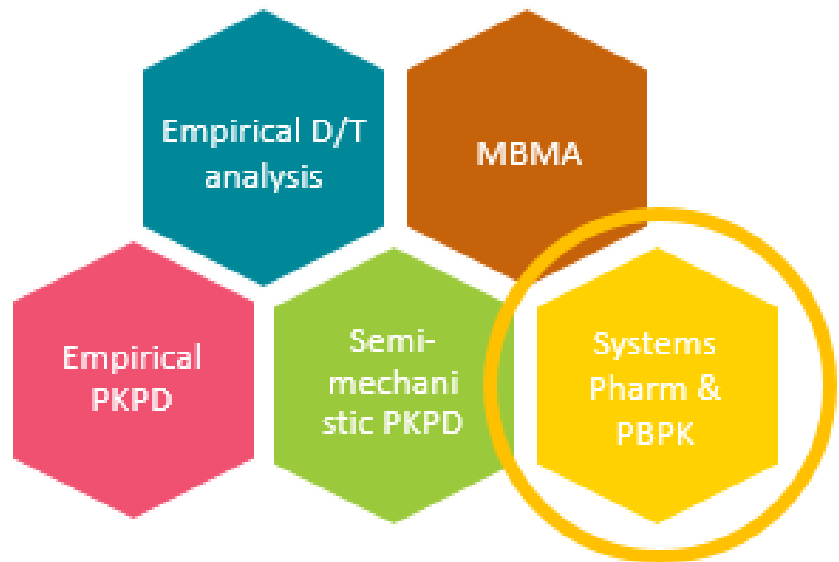 Empirical D/T
analysis
MBMA
Empirical
PKPD
Semi-
mechani
stic PKPD
Systems
Pharm &
PBPK